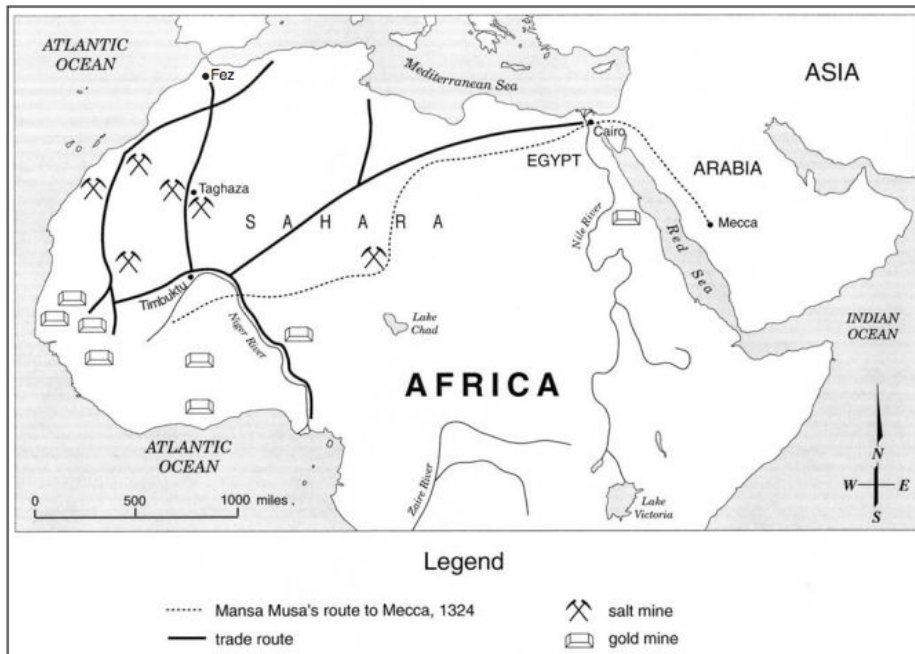 ATLANTIC
OCEAN
Fez
Mediterranean Sea
ASIA
Cairo
EGYPT
ARABIA
Taghaza
SAHARA
Nile River
Mecca
Red Sea
Timbuktu
Niger River
Lake
Chad
INDIAN
OCEAN
AFRICA
ATLANTIC
OCEAN
Zaire River
Lake
Victoria
N
W E
S
0 500 1000 miles
Legend
Mansa Musa's route to Mecca, 1324
trade route
salt mine
gold mine